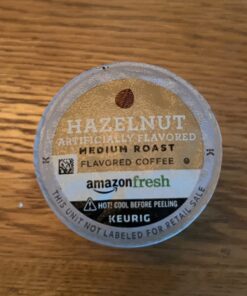 HAZELNUT
ARTIFICIALLY FLAVORED
MEDIUM ROAST
FLAVORED COFFEE
amazonfresh
HOT! COOL BEFORE PEELING
KEURIG
THIS UNIT NOT LABELED FOR RETAIL SALE
K
K